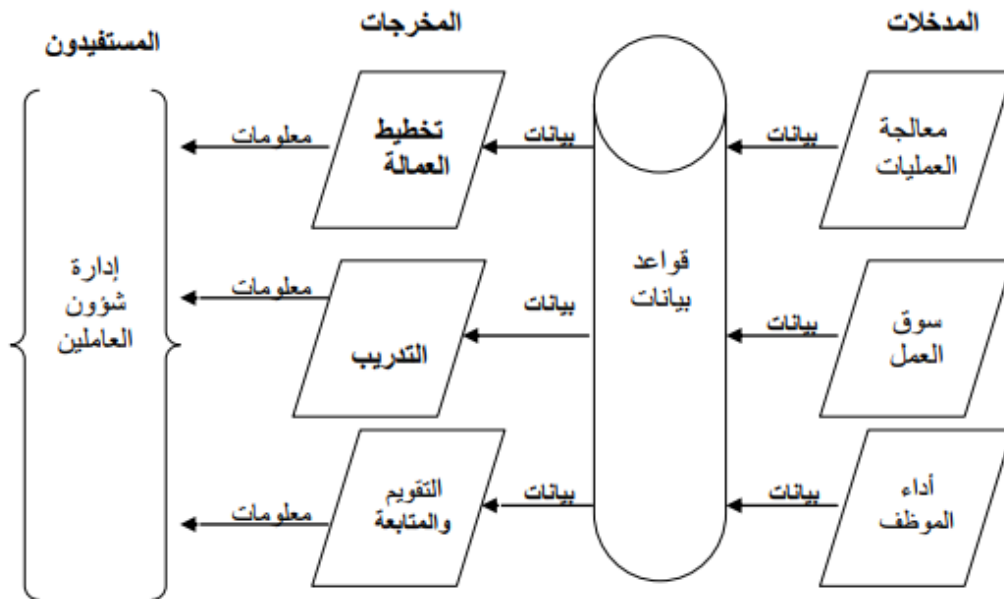 المدخلات
المخرجات
المستفيدون
معالجة
العمليات
بيانات
بيانات
تخطيط
العمالة
معلومات
قواعد
بيانات
إدارة
شؤون
العاملين
سوق
العمل
بيانات
بيانات
التدريب
معلومات
أداء
الموظف
بيانات
بيانات
التقويم
والمتابعة
معلومات